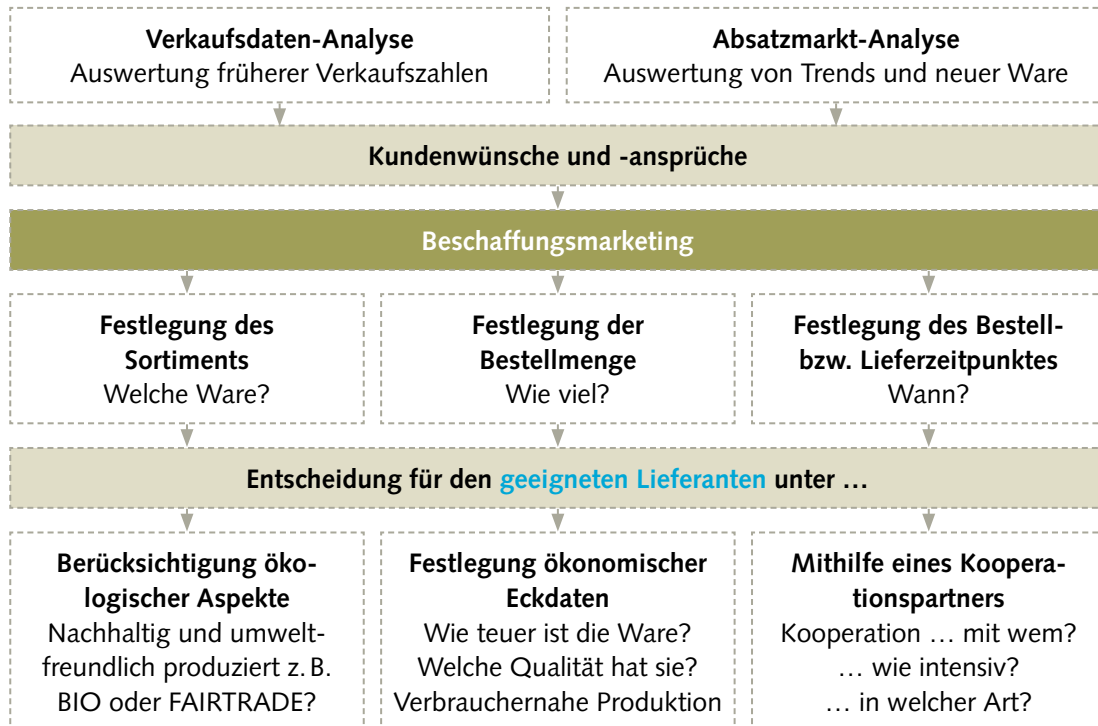 Verkaufsdaten-Analyse
Auswertung früherer Verkaufszahlen
Absatzmarkt-Analyse
Auswertung von Trends und neuer Ware
Kundenwünsche und -ansprüche
Beschaffungsmarketing
Festlegung des
Sortiments
Welche Ware?
Festlegung der
Bestellmenge
Wie viel?
Festlegung des Bestell-
bzw. Lieferzeitpunktes
Wann?
Entscheidung für den geeigneten Lieferanten unter …
Berücksichtigung öko-
logischer Aspekte
Nachhaltig und umwelt-
freundlich produziert z. B.
BIO oder FAIRTRADE?
Festlegung ökonomischer
Eckdaten
Wie teuer ist die Ware?
Welche Qualität hat sie?
Verbrauchernahe Produktion
Mithilfe eines Koopera-
tionspartners
Kooperation … mit wem?
… wie intensiv?
… in welcher Art?